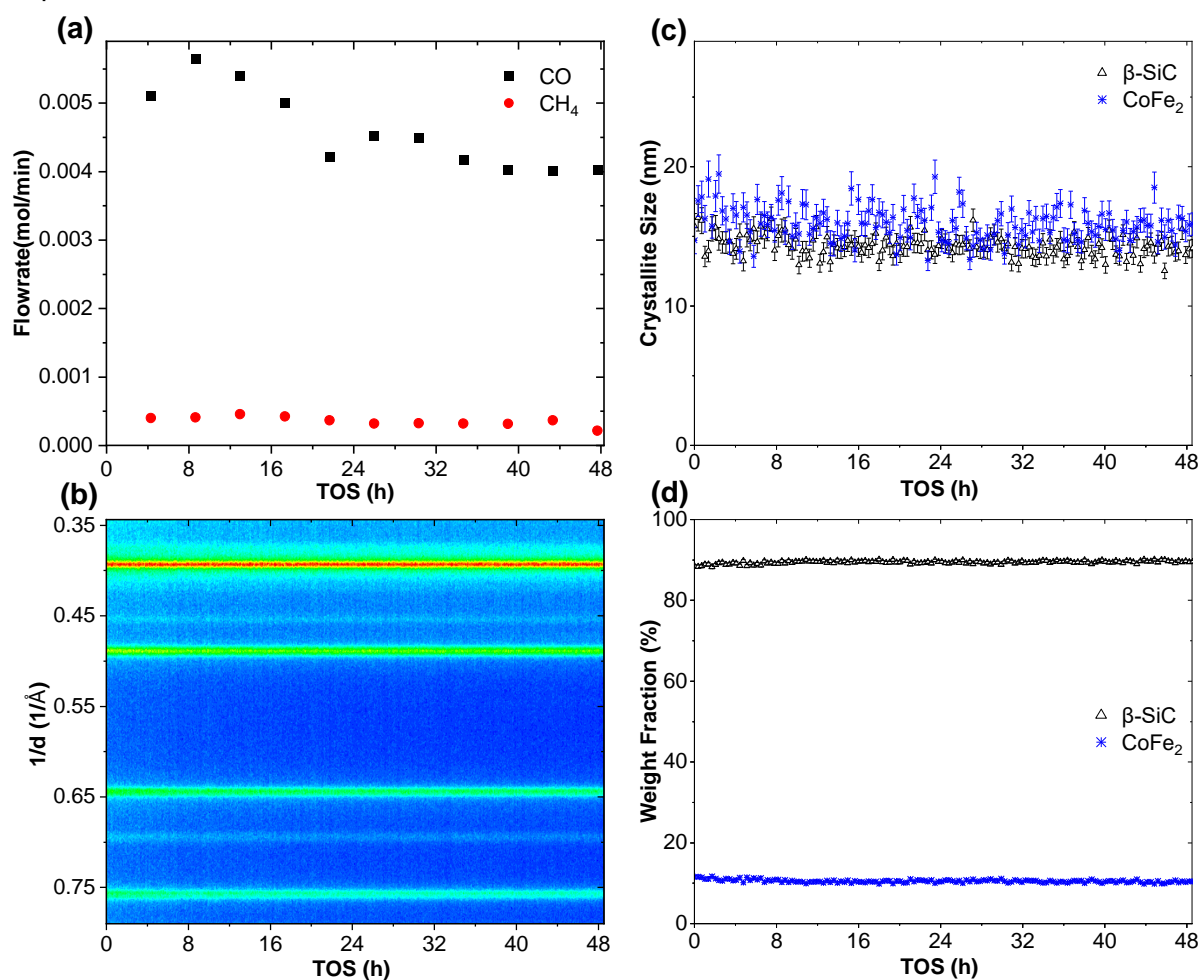 (a)
CO
CH₄
0.005
0.004
0.003
0.002
0.001
0.000
Flowrate(mol/min)
0 8 16 24 32 40 48
TOS (h)
(b)
0.35
0.45
0.55
0.65
0.75
1/d (1/Å)
0 8 16 24 32 40 48
TOS (h)
(c)
β-SiC
CoFe₂
20
10
0
Crystallite Size (nm)
0 8 16 24 32 40 48
TOS (h)
(d)
100
80
60
40
20
0
Weight Fraction (%)
β-SiC
CoFe₂
0 8 16 24 32 40 48
TOS (h)